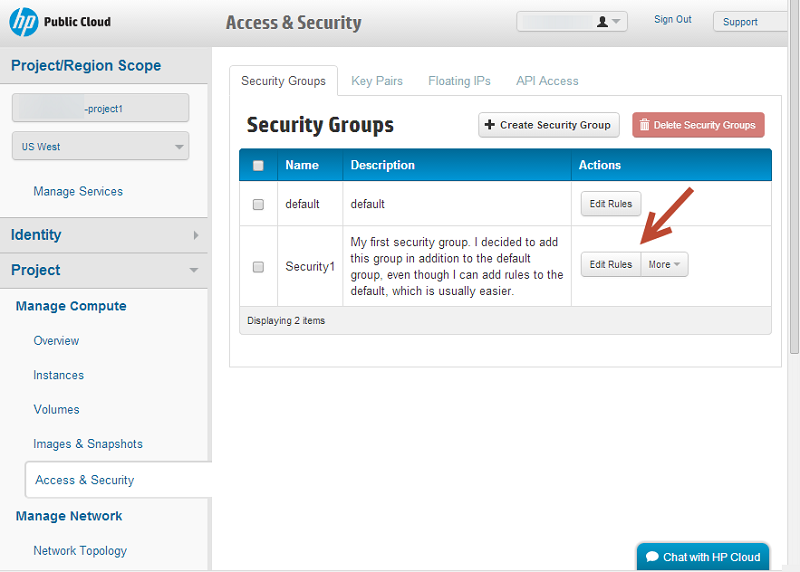 hp Public Cloud
Access & Security
Sign Out
Support
Project/Region Scope
-project1
US West
Manage Services
Identity
Project
Manage Compute
Overview
Instances
Volumes
Images & Snapshots
Access & Security
Manage Network
Network Topology
Security Groups Key Pairs Floating IPs API Access
Security Groups
Create Security Group
Delete Security Groups
Name Description Actions
default default Edit Rules
Security1
My first security group. I decided to add
this group in addition to the default
group, even though I can add rules to the
default, which is usually easier.
Edit Rules More
Displaying 2 items
Chat with HP Cloud